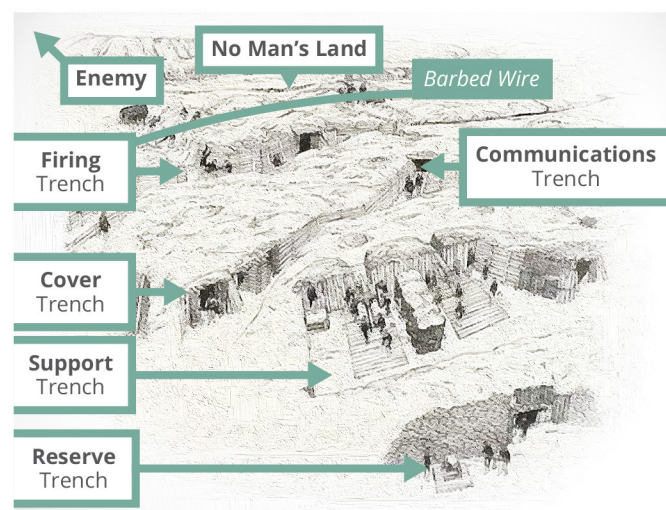 No Man’s Land
Enemy
Barbed Wire
Firing
Trench
Communications
Trench
Cover
Trench
Support
Trench
Reserve
Trench